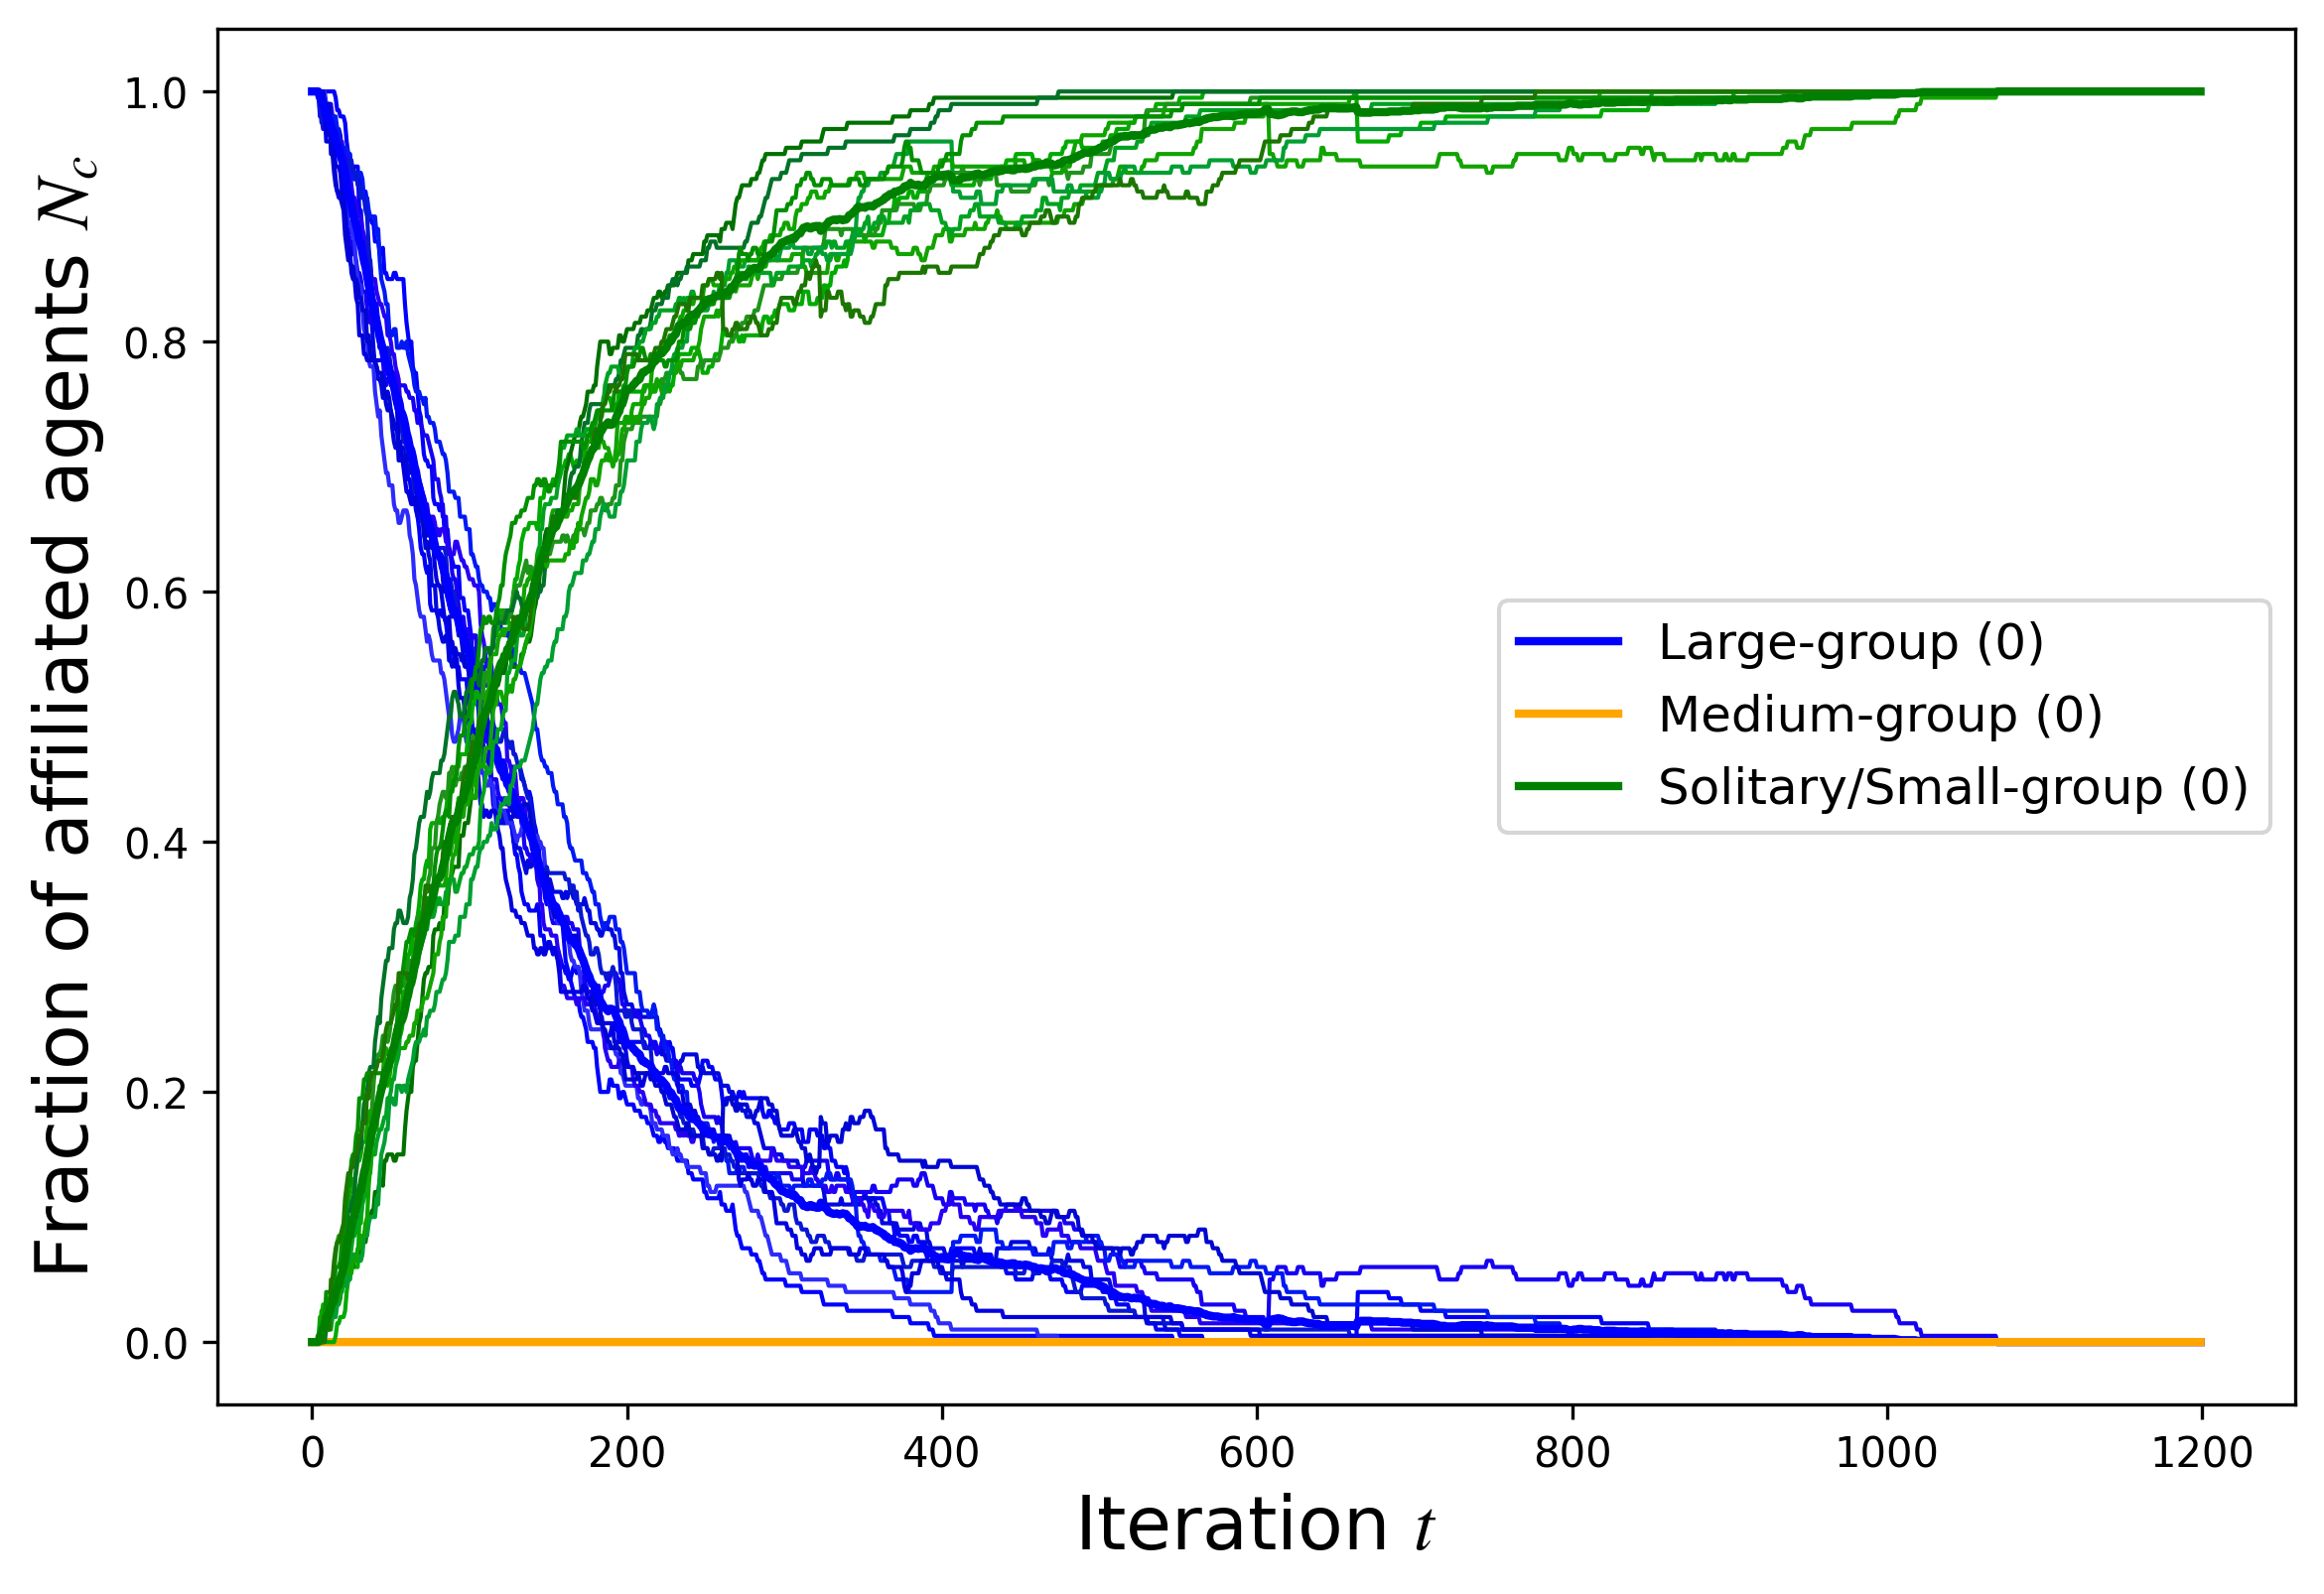 Fraction of affiliated agents N_c
1.0
0.8
0.6
0.4
0.2
0.0
Large-group (0)
Medium-group (0)
Solitary/Small-group (0)
0 200 400 600 800 1000 1200
Iteration t